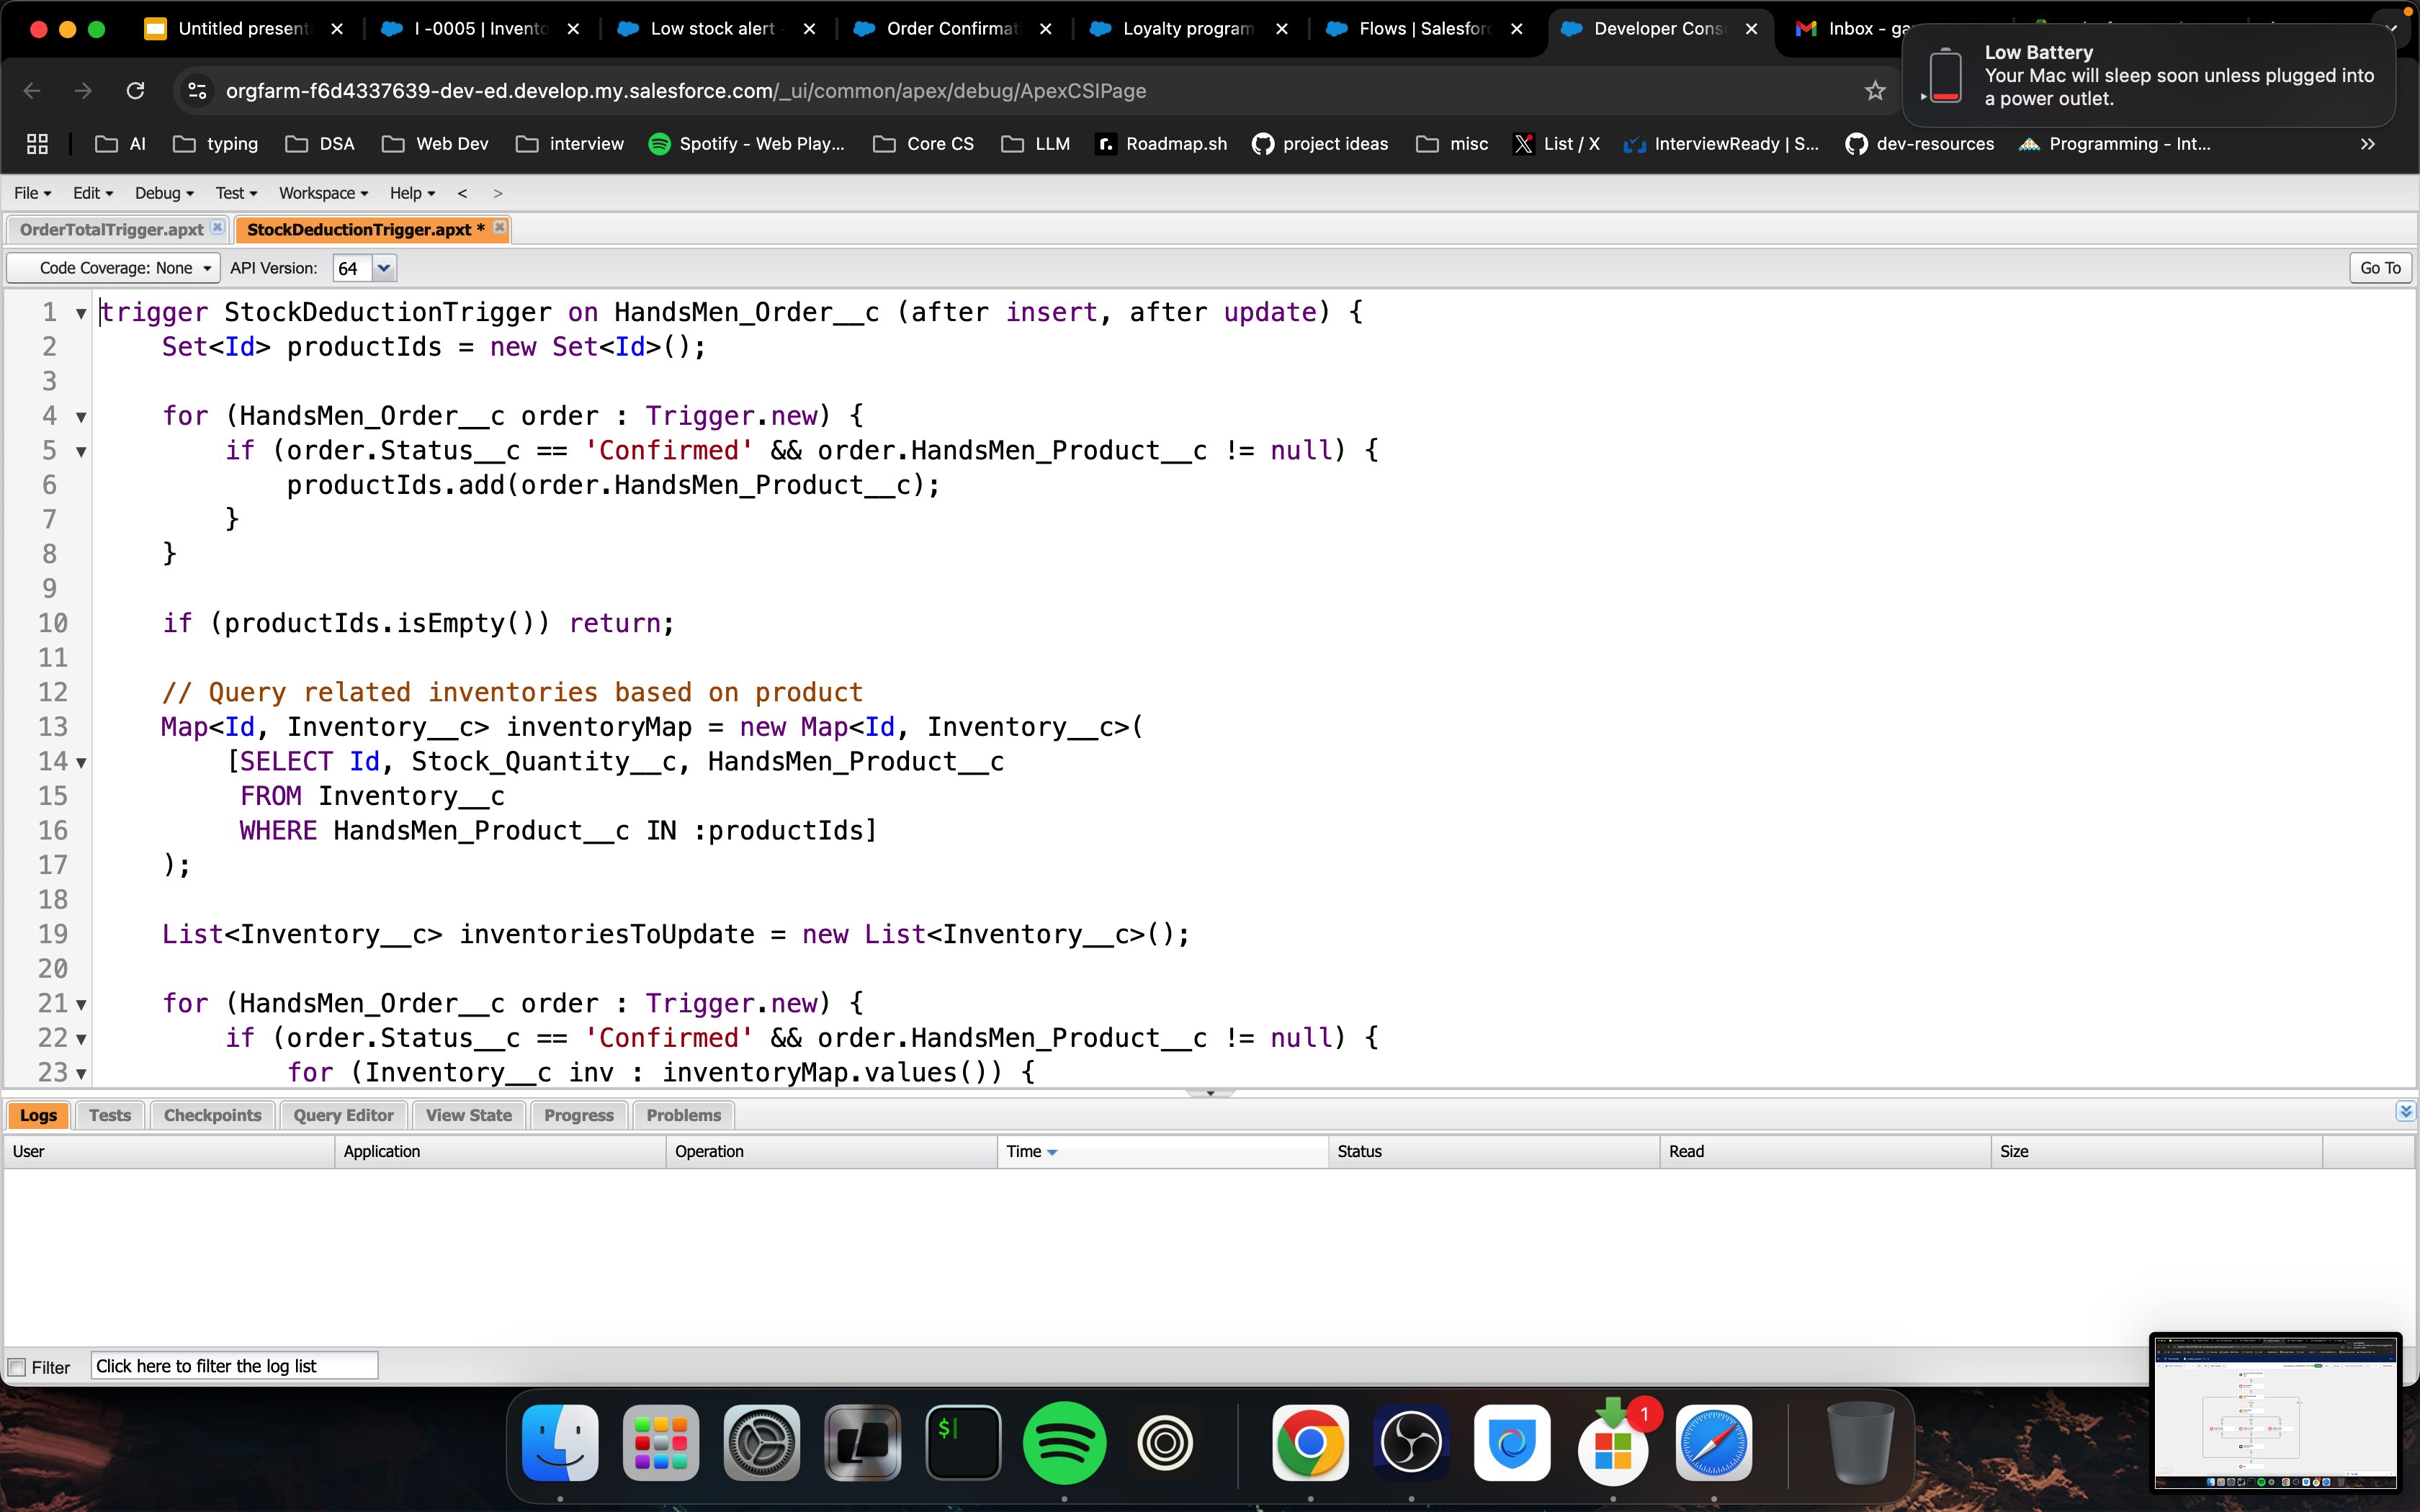 Untitled present
I -0005 | Invento
Low stock alert
Order Confirmat
Loyalty program
Flows | Salesforc
Developer Cons
Inbox - ga
Low Battery
Your Mac will sleep soon unless plugged into
a power outlet.
orgfarm-f6d4337639-dev-ed.develop.my.salesforce.com/_ui/common/apex/debug/ApexCSIPage
AI
typing
DSA
Web Dev
interview
Spotify - Web Play...
Core CS
LLM
r.
Roadmap.sh
project ideas
misc
List / X
InterviewReady | S...
dev-resources
Programming - Int...
File
Edit
Debug
Test
Workspace
Help
<
>
OrderTotalTrigger.apxt
StockDeductionTrigger.apxt *
Code Coverage: None
API Version:
64
Go To
1 trigger StockDeductionTrigger on HandsMen_Order__c (after insert, after update) {
2 Set<Id> productIds = new Set<Id>();
3
4 for (HandsMen_Order__c order : Trigger.new) {
5 if (order.Status__c == 'Confirmed' && order.HandsMen_Product__c != null) {
6 productIds.add(order.HandsMen_Product__c);
7 }
8 }
9
10 if (productIds.isEmpty()) return;
11
12 // Query related inventories based on product
13 Map<Id, Inventory__c> inventoryMap = new Map<Id, Inventory__c>(
14 [SELECT Id, Stock_Quantity__c, HandsMen_Product__c
15 FROM Inventory__c
16 WHERE HandsMen_Product__c IN :productIds]
17 );
18
19 List<Inventory__c> inventoriesToUpdate = new List<Inventory__c>();
20
21 for (HandsMen_Order__c order : Trigger.new) {
22 if (order.Status__c == 'Confirmed' && order.HandsMen_Product__c != null) {
23 for (Inventory__c inv : inventoryMap.values()) {
Logs
Tests
Checkpoints
Query Editor
View State
Progress
Problems
User
Application
Operation
Time
Status
Read
Size
Filter
Click here to filter the log list
$
1